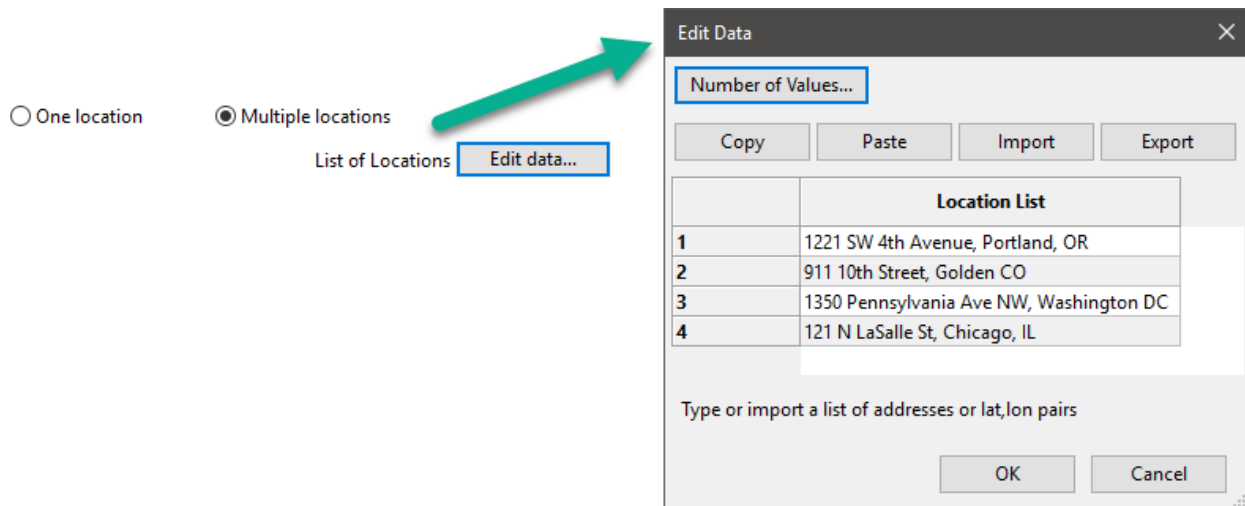 One location
Multiple locations
List of Locations
Edit data...
Edit Data
Number of Values...
Copy
Paste
Import
Export
Location List
1 1221 SW 4th Avenue, Portland, OR
2 911 10th Street, Golden CO
3 1350 Pennsylvania Ave NW, Washington DC
4 121 N LaSalle St, Chicago, IL
Type or import a list of addresses or lat,lon pairs
OK
Cancel